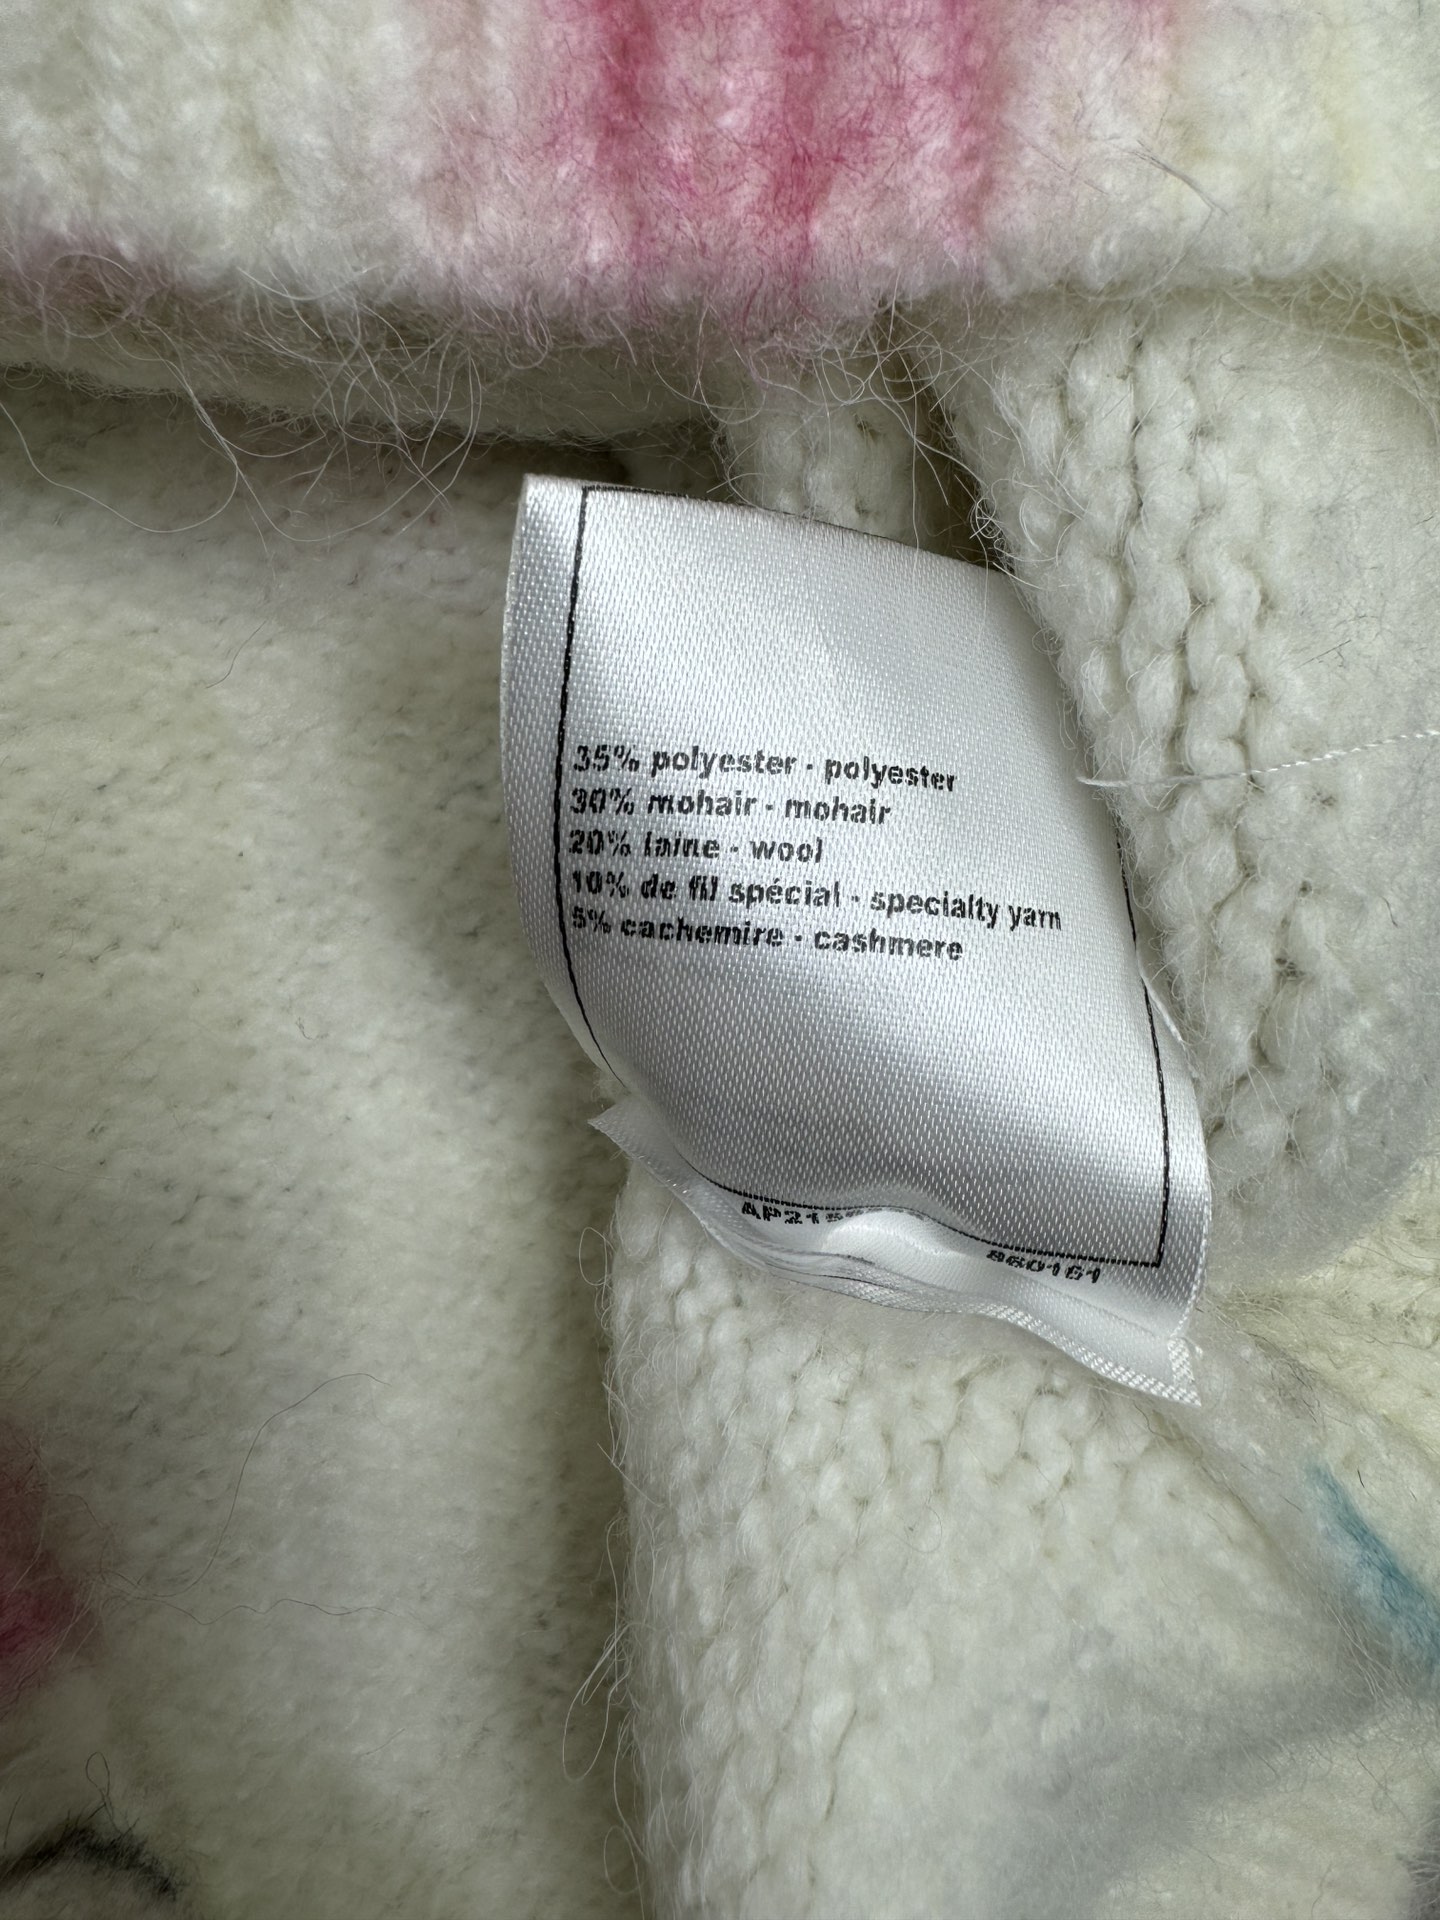 35% polyester - polyester
30% mohair - mohair
20% laine - wool
10% de fil spécial - specialty yarn
5% cachemire - cashmere